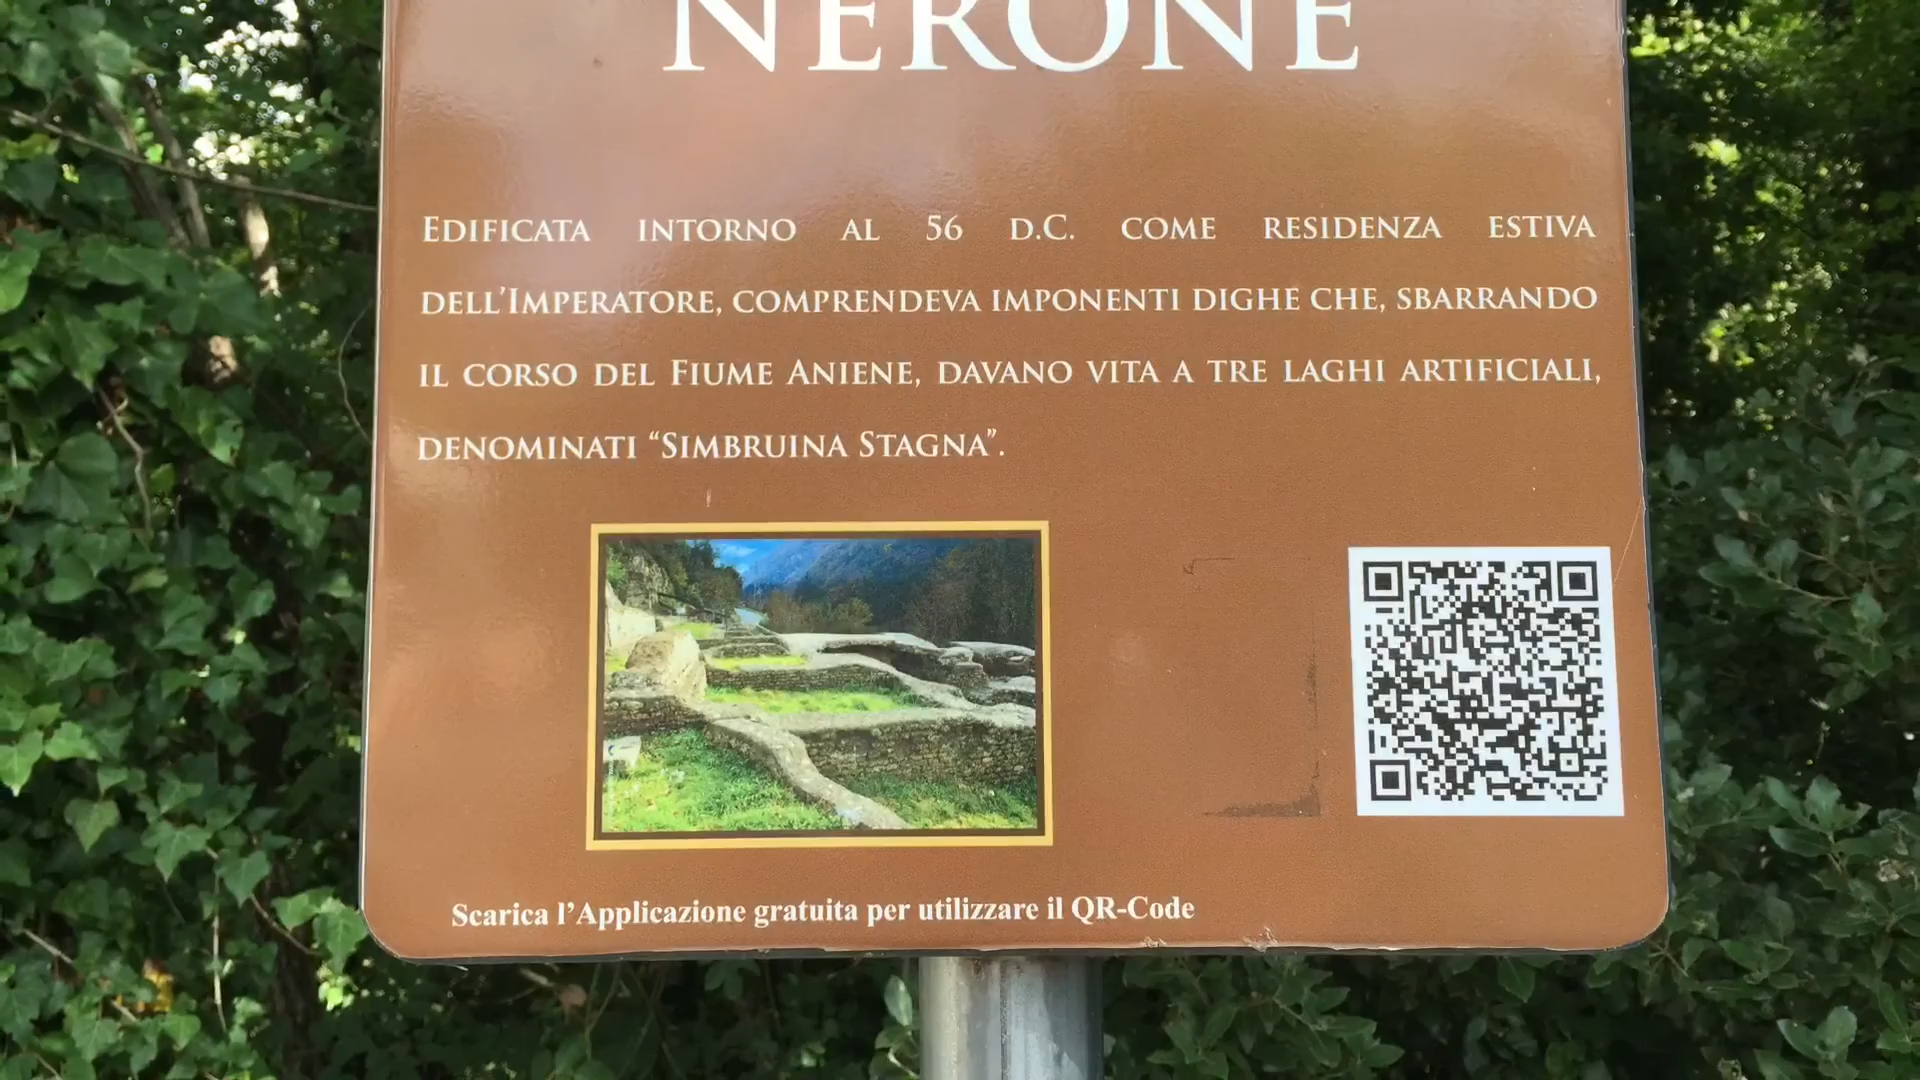 NERONE
EDIFICATA INTORNO AL 56 D.C. COME RESIDENZA ESTIVA
DELL'IMPERATORE, COMPRENDEVA IMPONENTI DIGHE CHE, SBARRANDO
IL CORSO DEL FIUME ANIENE, DAVANO VITA A TRE LAGHI ARTIFICIALI,
DENOMINATI “SIMBRUINA STAGNA”.
Scarica l'Applicazione gratuita per utilizzare il QR-Code